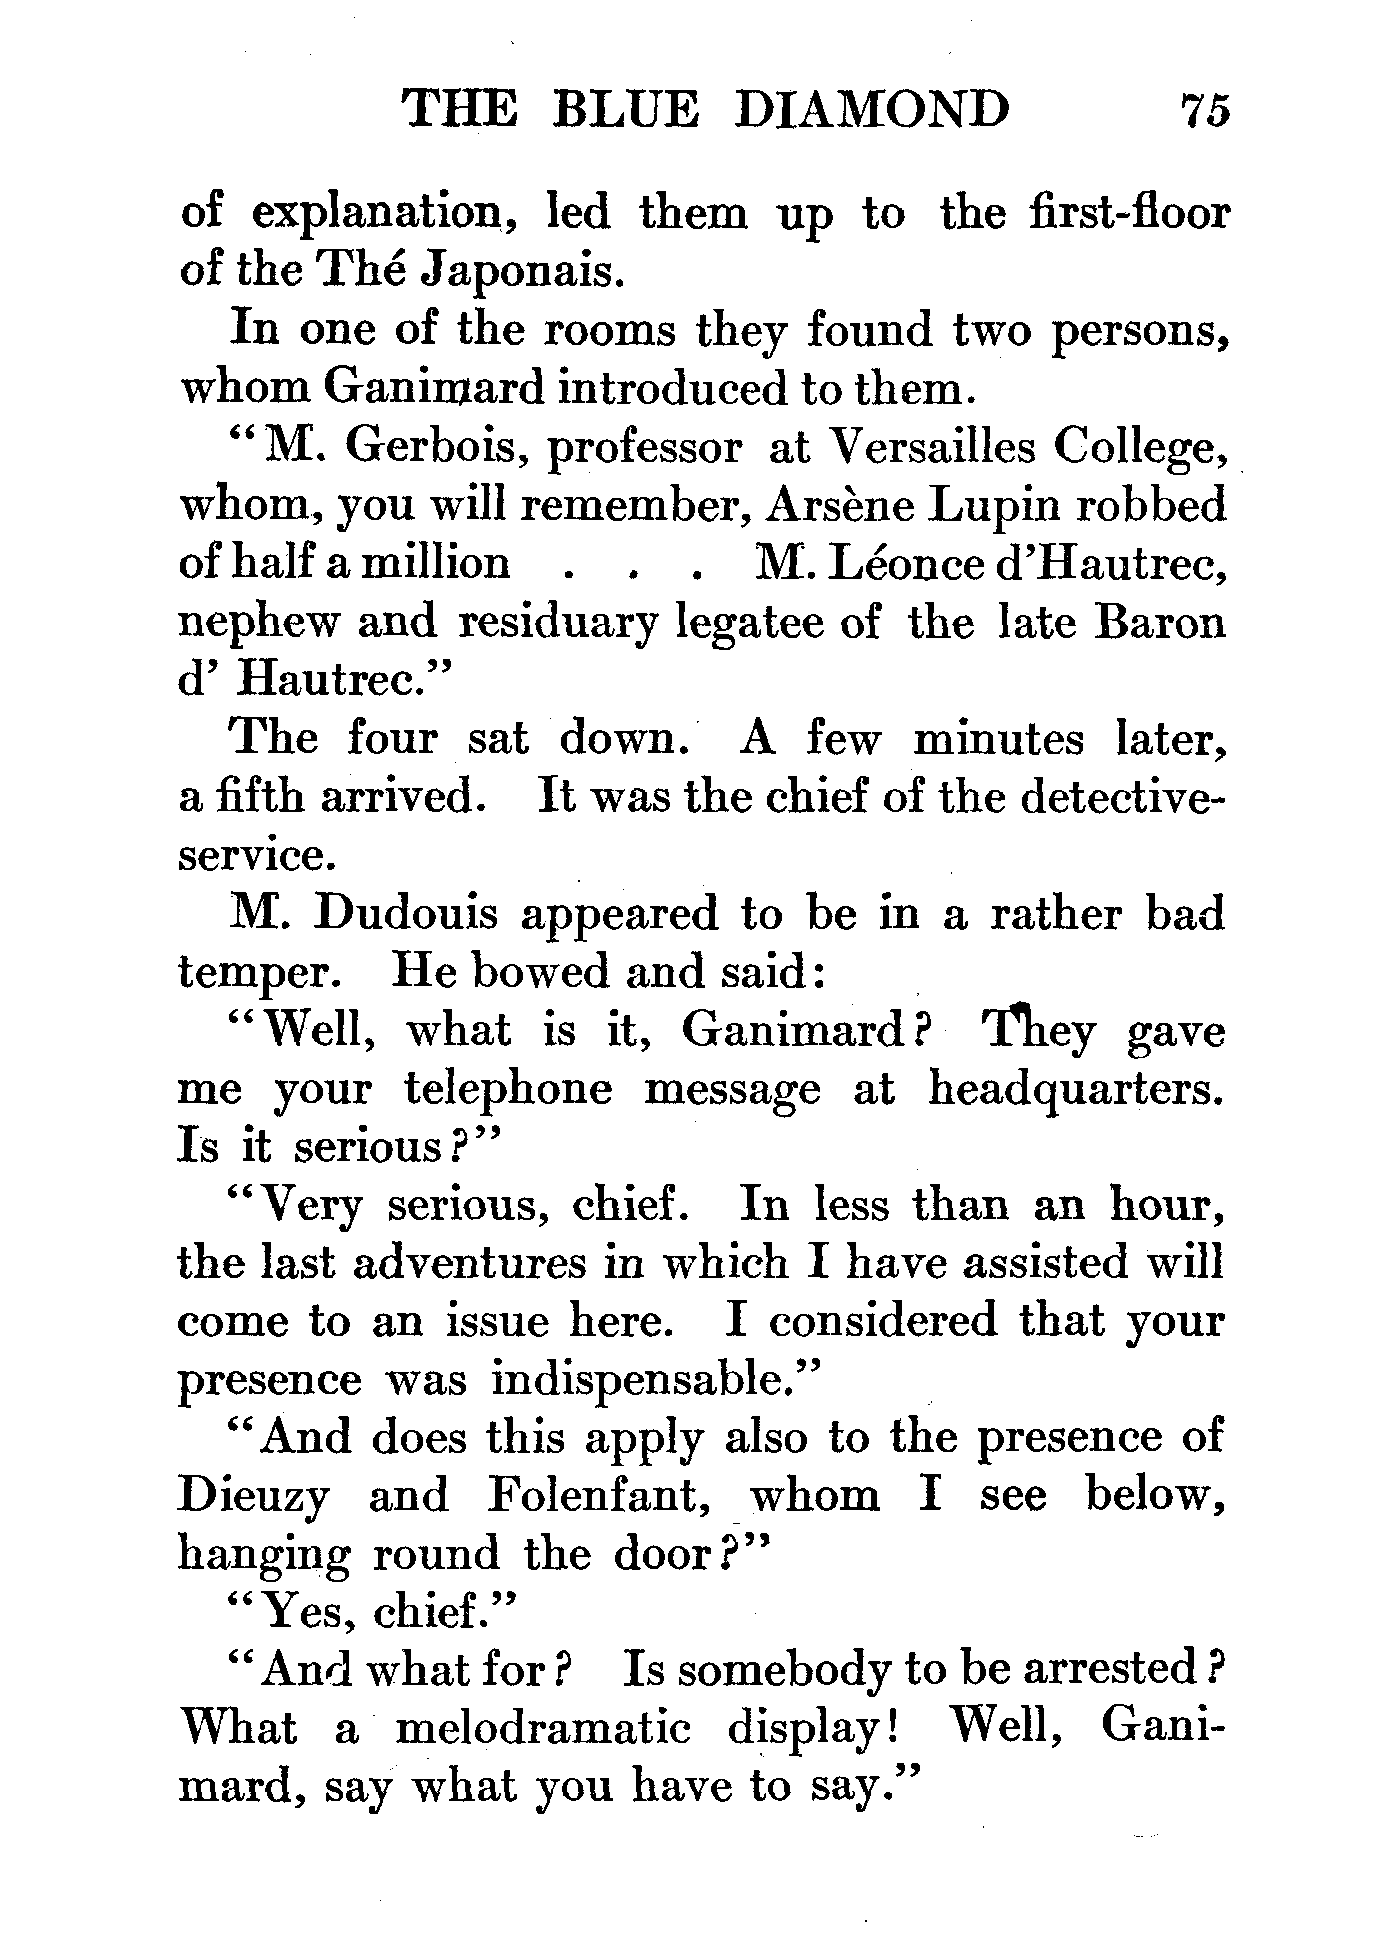 THE BLUE DIAMOND 75
of explanation, led them up to the first-floor
of the Thé Japonais.
In one of the rooms they found two persons,
whom Ganimard introduced to them.
“M. Gerbois, professor at Versailles College,
whom, you will remember, Arsène Lupin robbed
of half a million . . . M. Léonce d’Hautrec,
nephew and residuary legatee of the late Baron
d’ Hautrec.”
The four sat down. A few minutes later,
a fifth arrived. It was the chief of the detective-
service.
M. Dudouis appeared to be in a rather bad
temper. He bowed and said:
“Well, what is it, Ganimard? They gave
me your telephone message at headquarters.
Is it serious?”
“Very serious, chief. In less than an hour,
the last adventures in which I have assisted will
come to an issue here. I considered that your
presence was indispensable.”
“And does this apply also to the presence of
Dieuzy and Folenfant, whom I see below,
hanging round the door?”
“Yes, chief.”
“And what for? Is somebody to be arrested?
What a melodramatic display! Well, Gani-
mard, say what you have to say.”